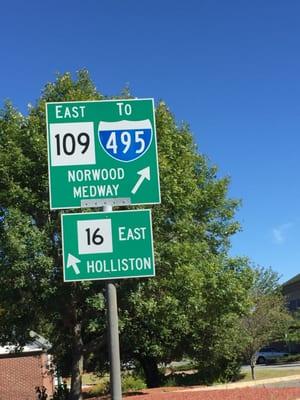 EAST TO
109 495
NORWOOD
MEDWAY
16 EAST
HOLLISTON